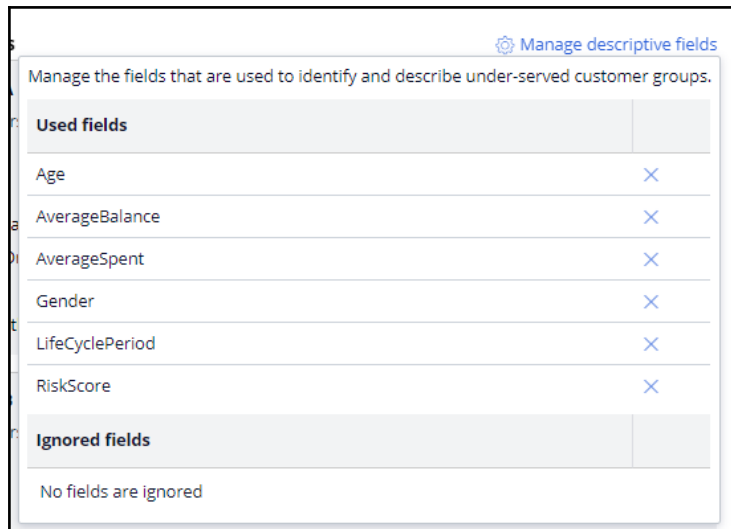 s
Manage descriptive fields
Manage the fields that are used to identify and describe under-served customer groups.
Used fields
Age
AverageBalance
AverageSpent
Gender
LifeCyclePeriod
RiskScore
Ignored fields
No fields are ignored